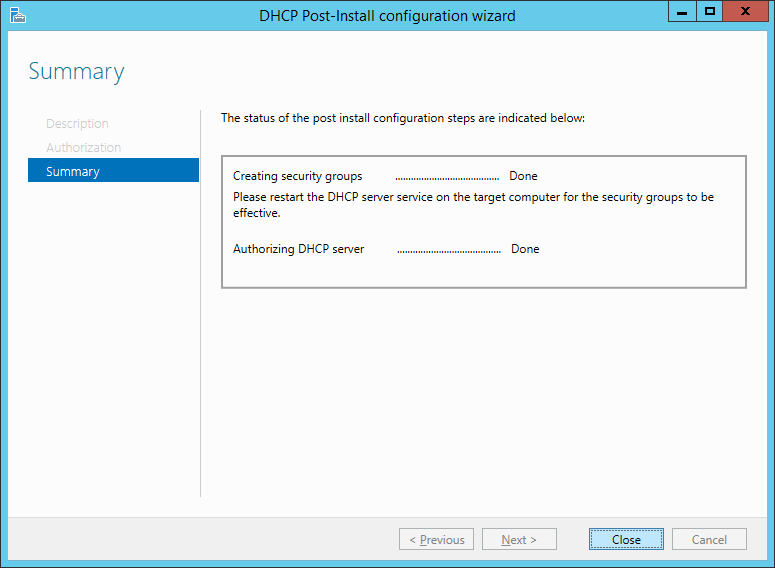 DHCP Post-Install configuration wizard
Summary
Description
Authorization
Summary
The status of the post install configuration steps are indicated below:
Creating security groups ........................................ Done
Please restart the DHCP server service on the target computer for the security groups to be
effective.
Authorizing DHCP server ........................................ Done
< Previous
Next >
Close
Cancel